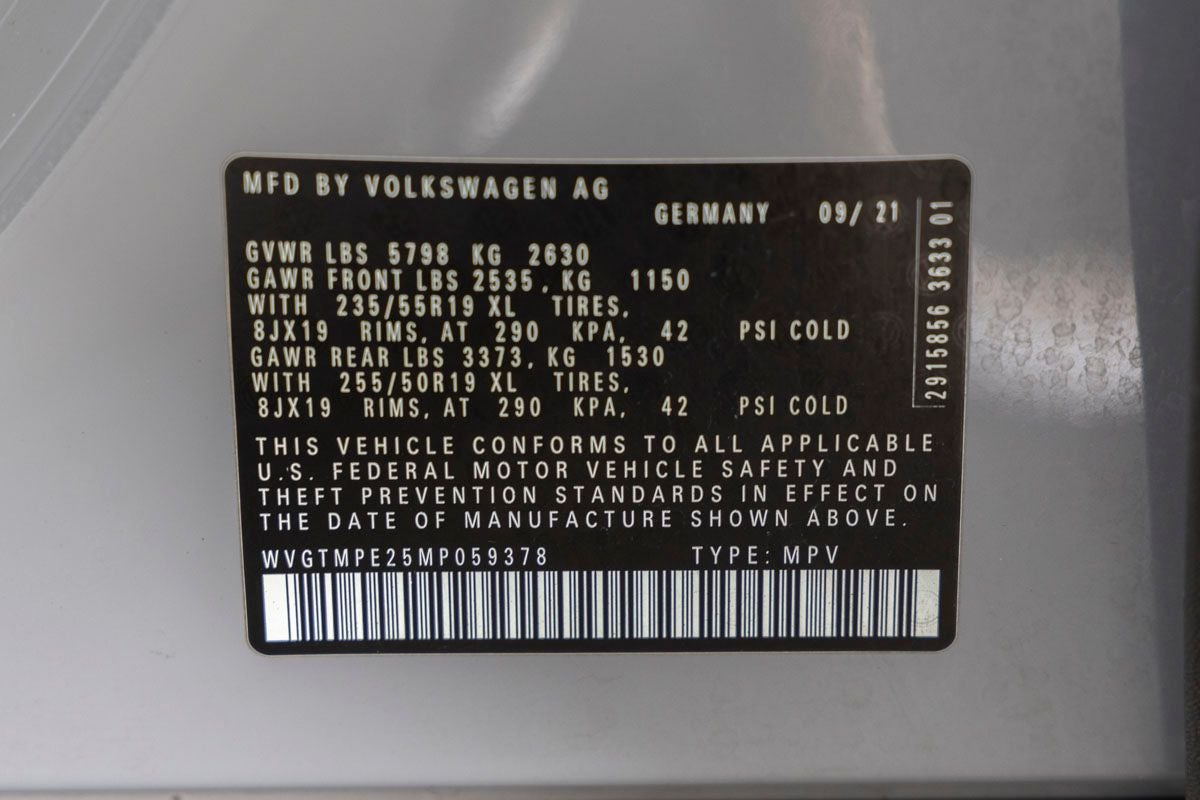 MFD BY VOLKSWAGEN AG
GERMANY 09/ 21
GVWR LBS 5798 KG 2630
GAWR FRONT LBS 2535, KG 1150
WITH 235/55R19 XL TIRES,
8JX19 RIMS, AT 290 KPA, 42 PSI COLD
GAWR REAR LBS 3373, KG 1530
WITH 255/50R19 XL TIRES,
8JX19 RIMS, AT 290 KPA, 42 PSI COLD
THIS VEHICLE CONFORMS TO ALL APPLICABLE
U.S. FEDERAL MOTOR VEHICLE SAFETY AND
THEFT PREVENTION STANDARDS IN EFFECT ON
THE DATE OF MANUFACTURE SHOWN ABOVE.
WVGTMPE25MP059378 TYPE: MPV
2915856 3633 01